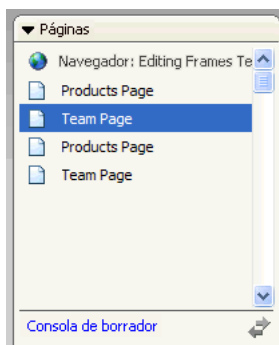 Páginas
Navegador: Editing Frames Te
Products Page
Team Page
Products Page
Team Page
Consola de borrador